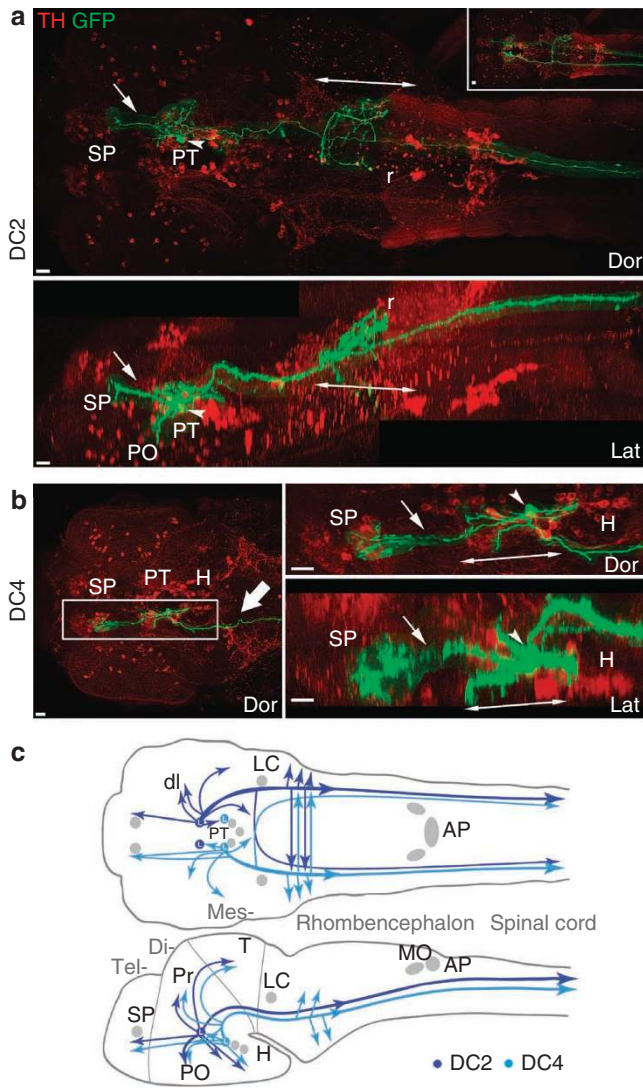 a TH GFP
SP PT r
DC2
Dor
r
SP
PT
PO Lat
b
SP PT H
DC4
Dor
SP
H
Dor
SP
H
Lat
c
LC
dl
L L
PT
L L
AP
Mes-
Rhombencephalon Spinal cord
Di-
Tel-
T
MO AP
Pr
LC
SP
L
L
H
PO
DC2 DC4